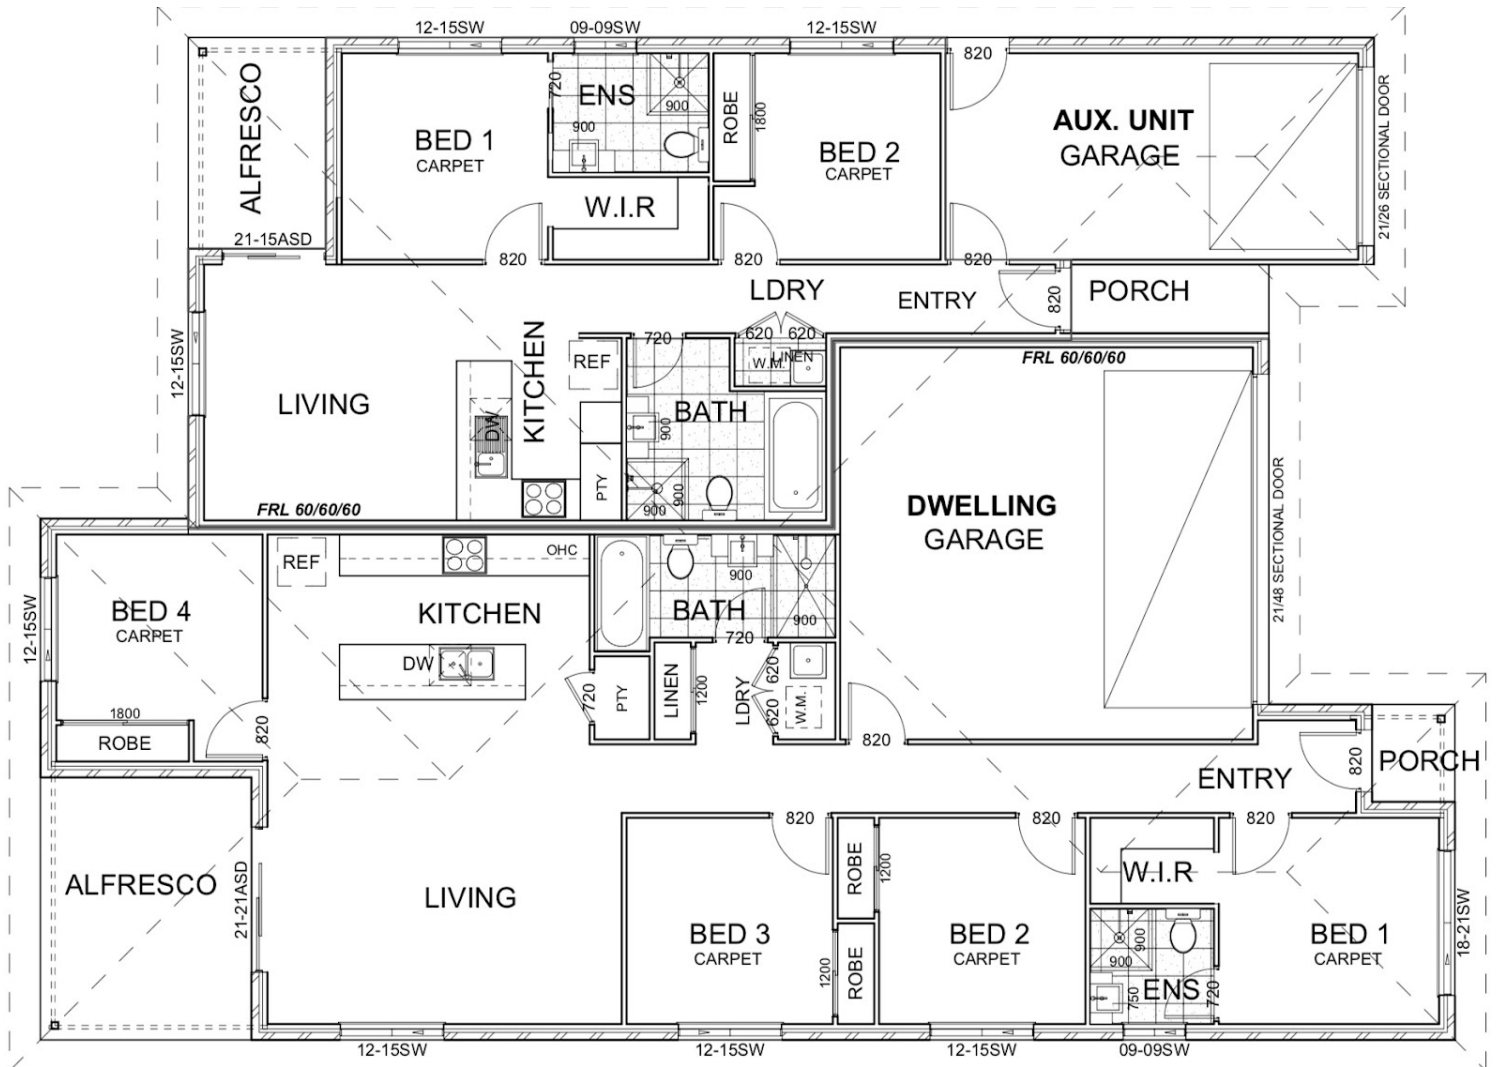 12-15SW
09-09SW
12-15SW
820
ALFRESCO
BED 1
CARPET
720
ENS
900
900
ROBE
1800
BED 2
CARPET
AUX. UNIT
GARAGE
21/26 SECTIONAL DOOR
W.I.R
21-15ASD
820
820
820
LDRY
ENTRY
820
PORCH
12-15SW
LIVING
KITCHEN
REF
DW
PTY
720
620
620
W.M.
LINEN
BATH
900
900
900
FRL 60/60/60
FRL 60/60/60
DWELLING
GARAGE
21/48 SECTIONAL DOOR
REF
OHC
KITCHEN
DW
12-15SW
BED 4
CARPET
1800
ROBE
820
BATH
900
900
720
720
PTY
LINEN
1200
LDRY
620
620
W.M.
820
ENTRY
820
PORCH
ALFRESCO
21-21ASD
LIVING
820
BED 3
CARPET
ROBE
1200
1200
ROBE
820
BED 2
CARPET
W.I.R
820
900
900
750
ENS
720
BED 1
CARPET
18-21SW
12-15SW
12-15SW
12-15SW
09-09SW